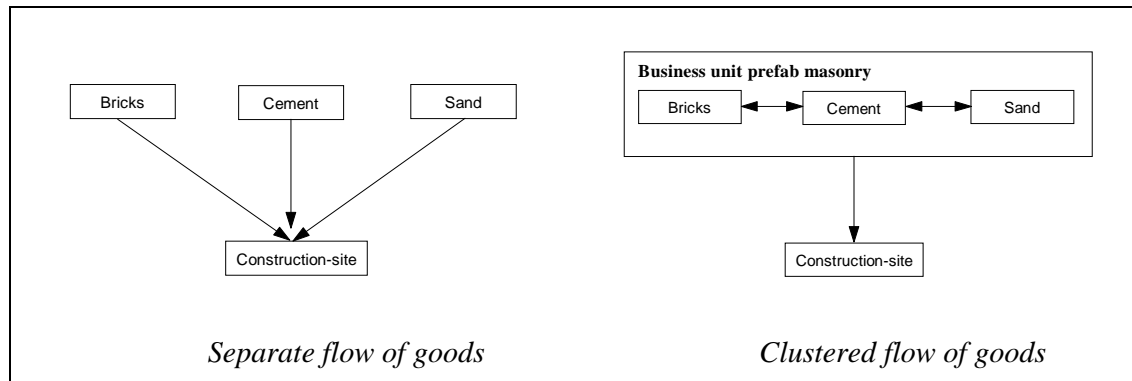 Bricks
Cement
Sand
Construction-site
Separate flow of goods
Business unit prefab masonry
Bricks
Cement
Sand
Construction-site
Clustered flow of goods